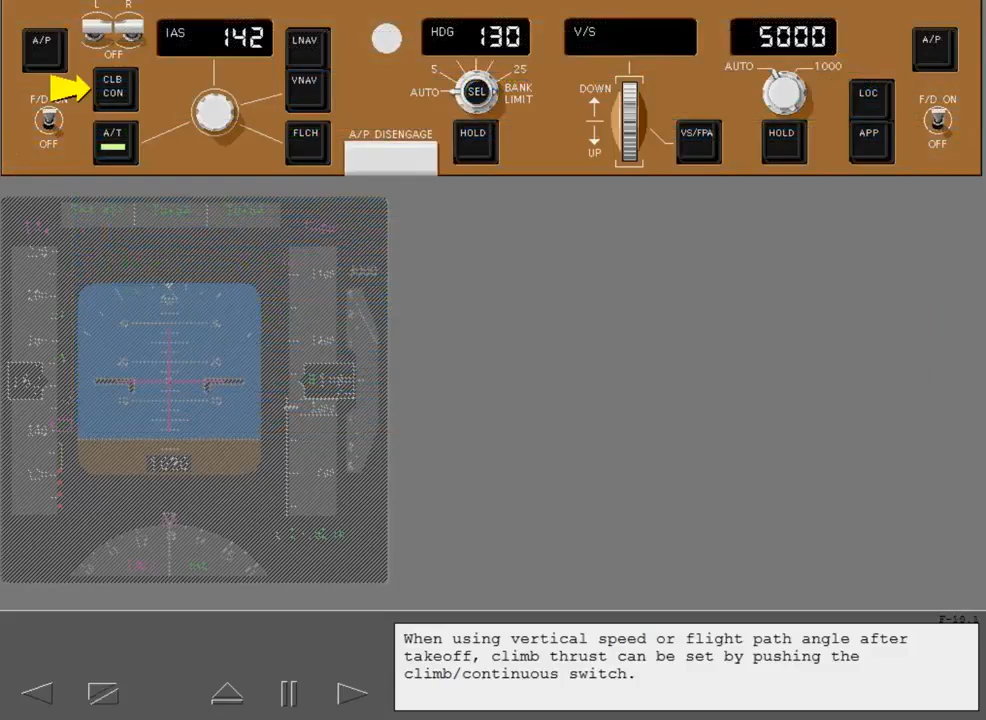 L R
A/P
OFF
IAS 142
LNAV
HDG 130
V/S
5000
A/P
CLB
CON
VNAV
5 25
AUTO SEL BANK
LIMIT
DOWN
AUTO 1000
LOC
F/D ON
OFF
A/T
FLCH
A/P DISENGAGE
HOLD
UP
VS/FPA
HOLD
APP
F/D ON
OFF
When using vertical speed or flight path angle after
takeoff, climb thrust can be set by pushing the
climb/continuous switch.